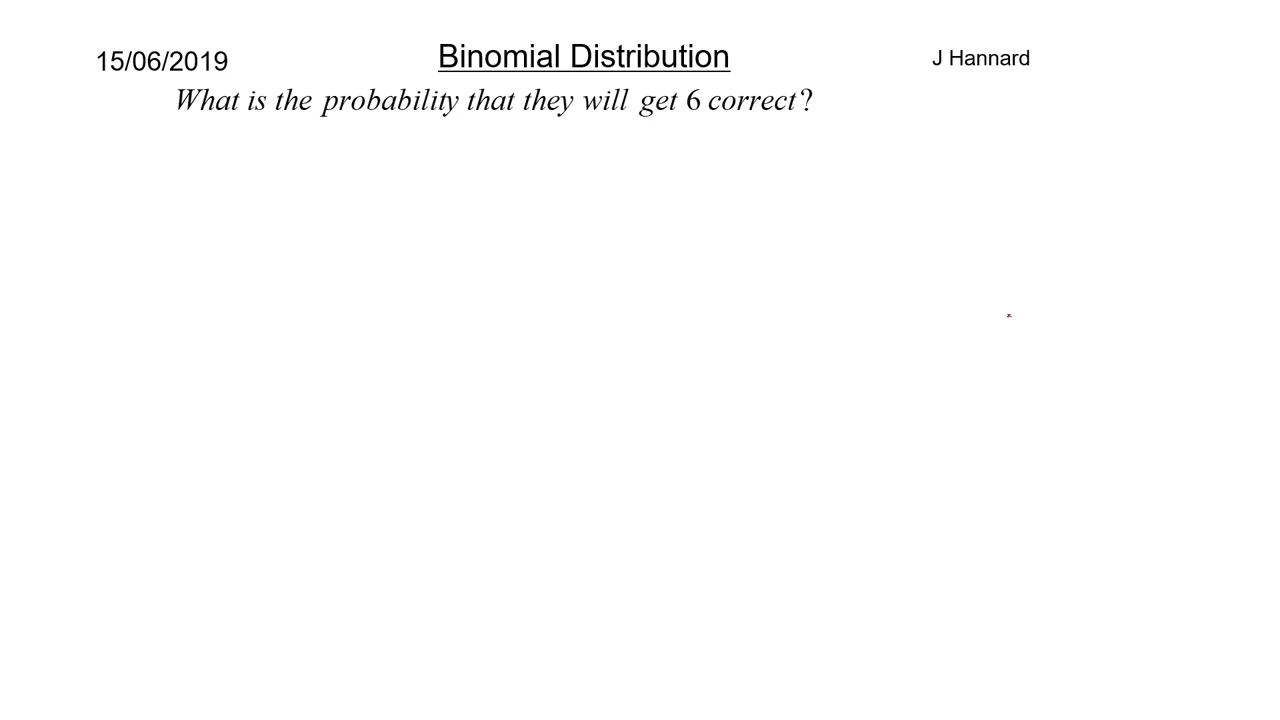 15/06/2019 Binomial Distribution J Hannard
What is the probability that they will get 6 correct?